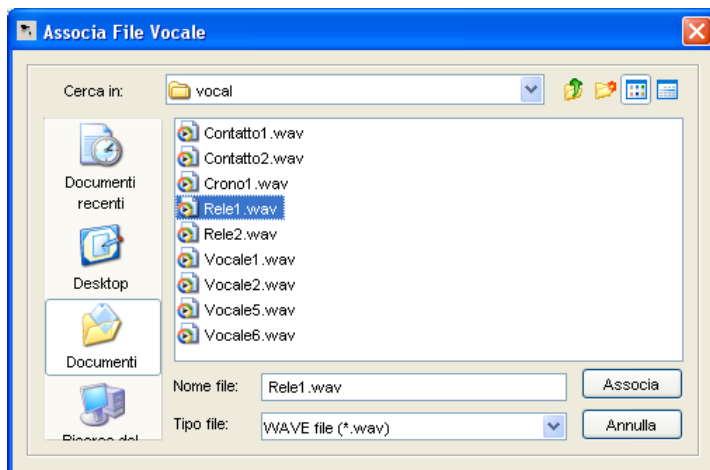 Associa File Vocale
Cerca in:
vocal
Documenti
recenti
Desktop
Documenti
Contatto1.wav
Contatto2.wav
Crono1.wav
Rele1.wav
Rele2.wav
Vocale1.wav
Vocale2.wav
Vocale5.wav
Vocale6.wav
Nome file:
Rele1.wav
Associa
Tipo file:
WAVE file (*.wav)
Annulla